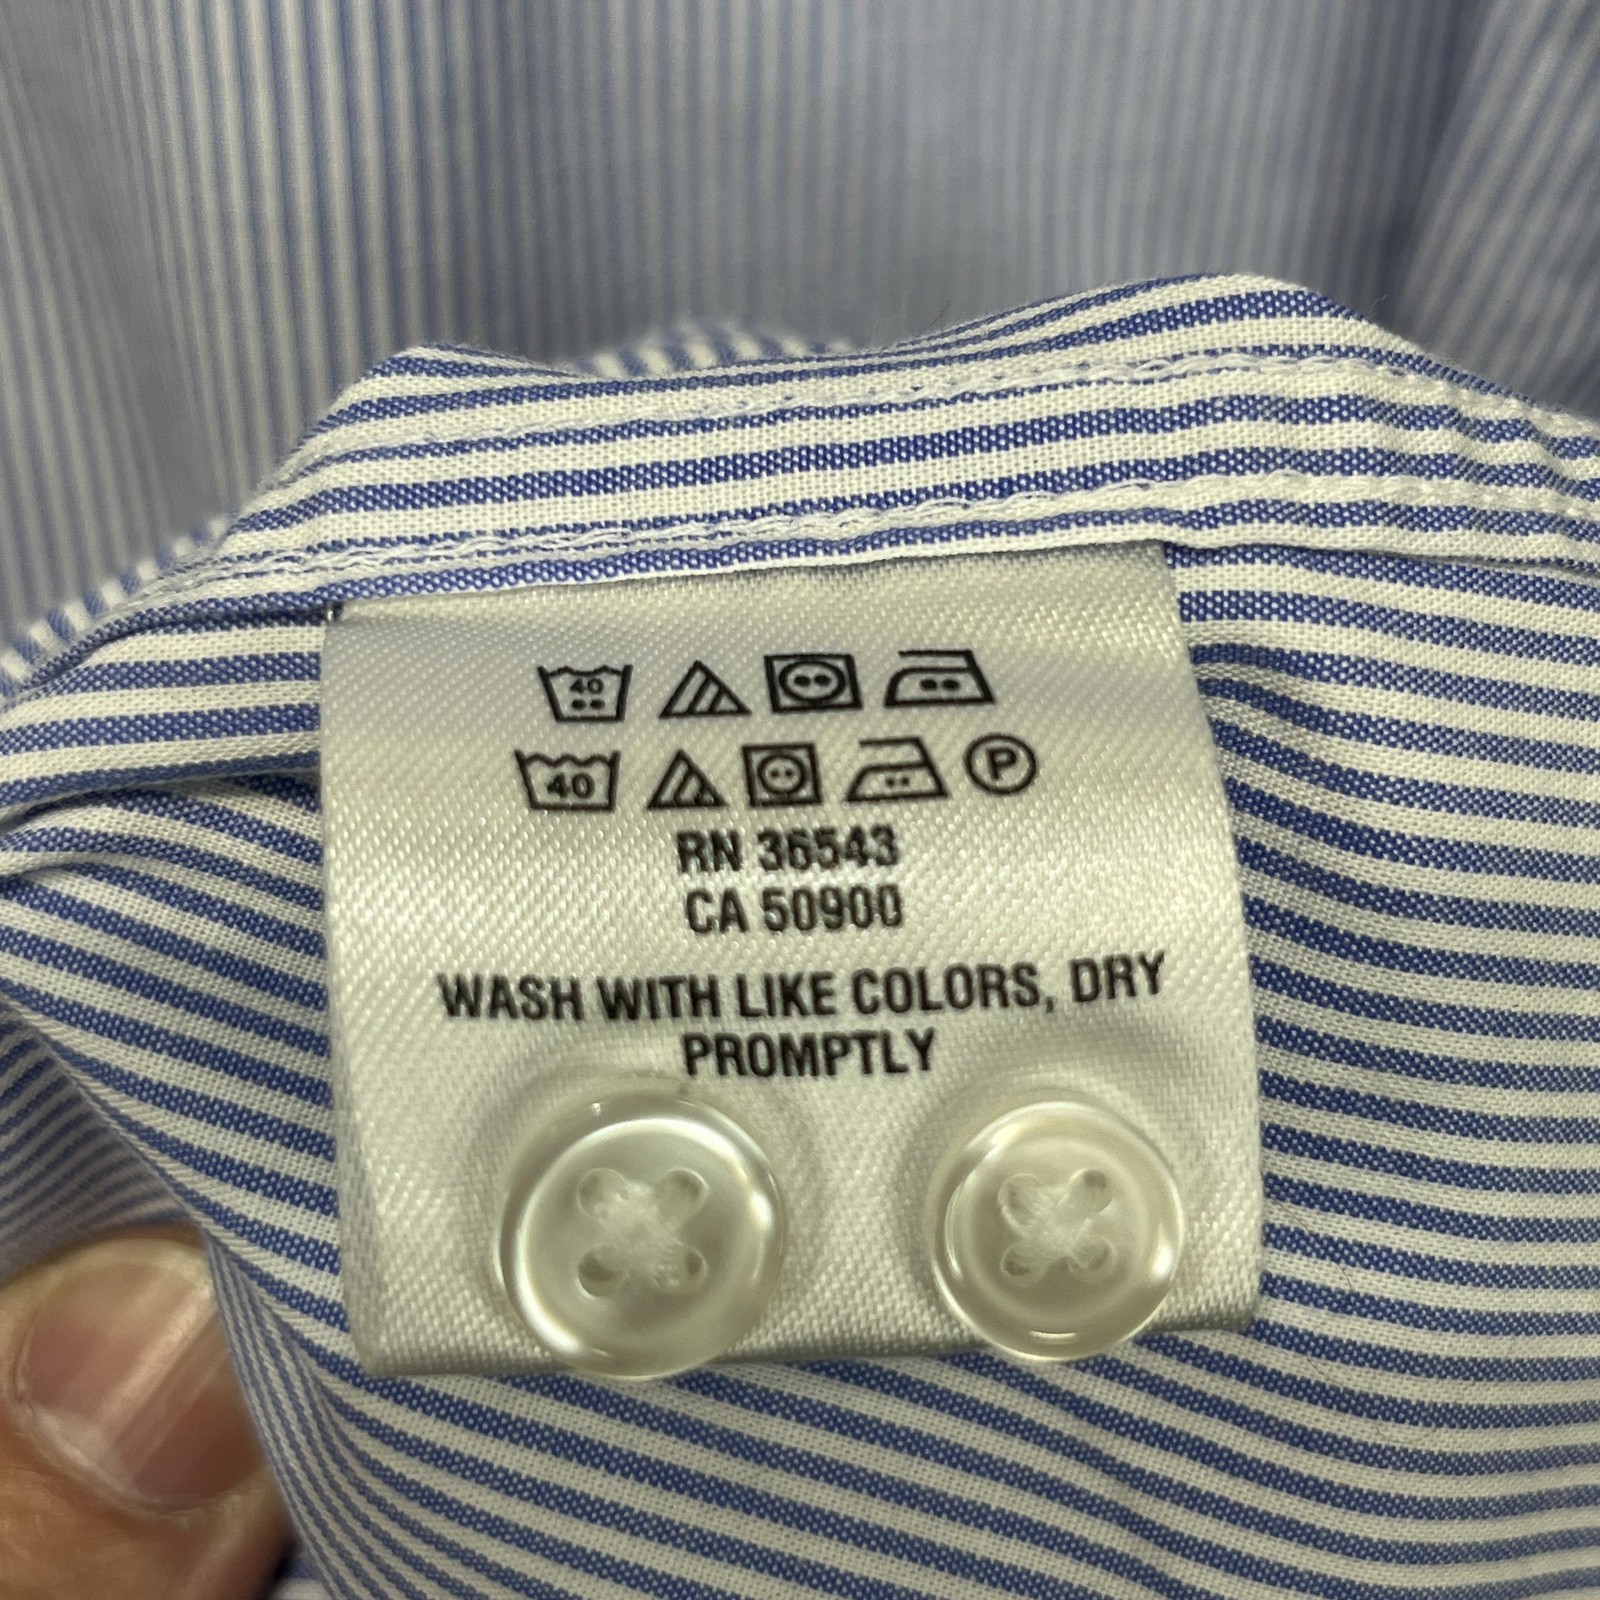 40
40
P
RN 36543
CA 50900
WASH WITH LIKE COLORS, DRY
PROMPTLY